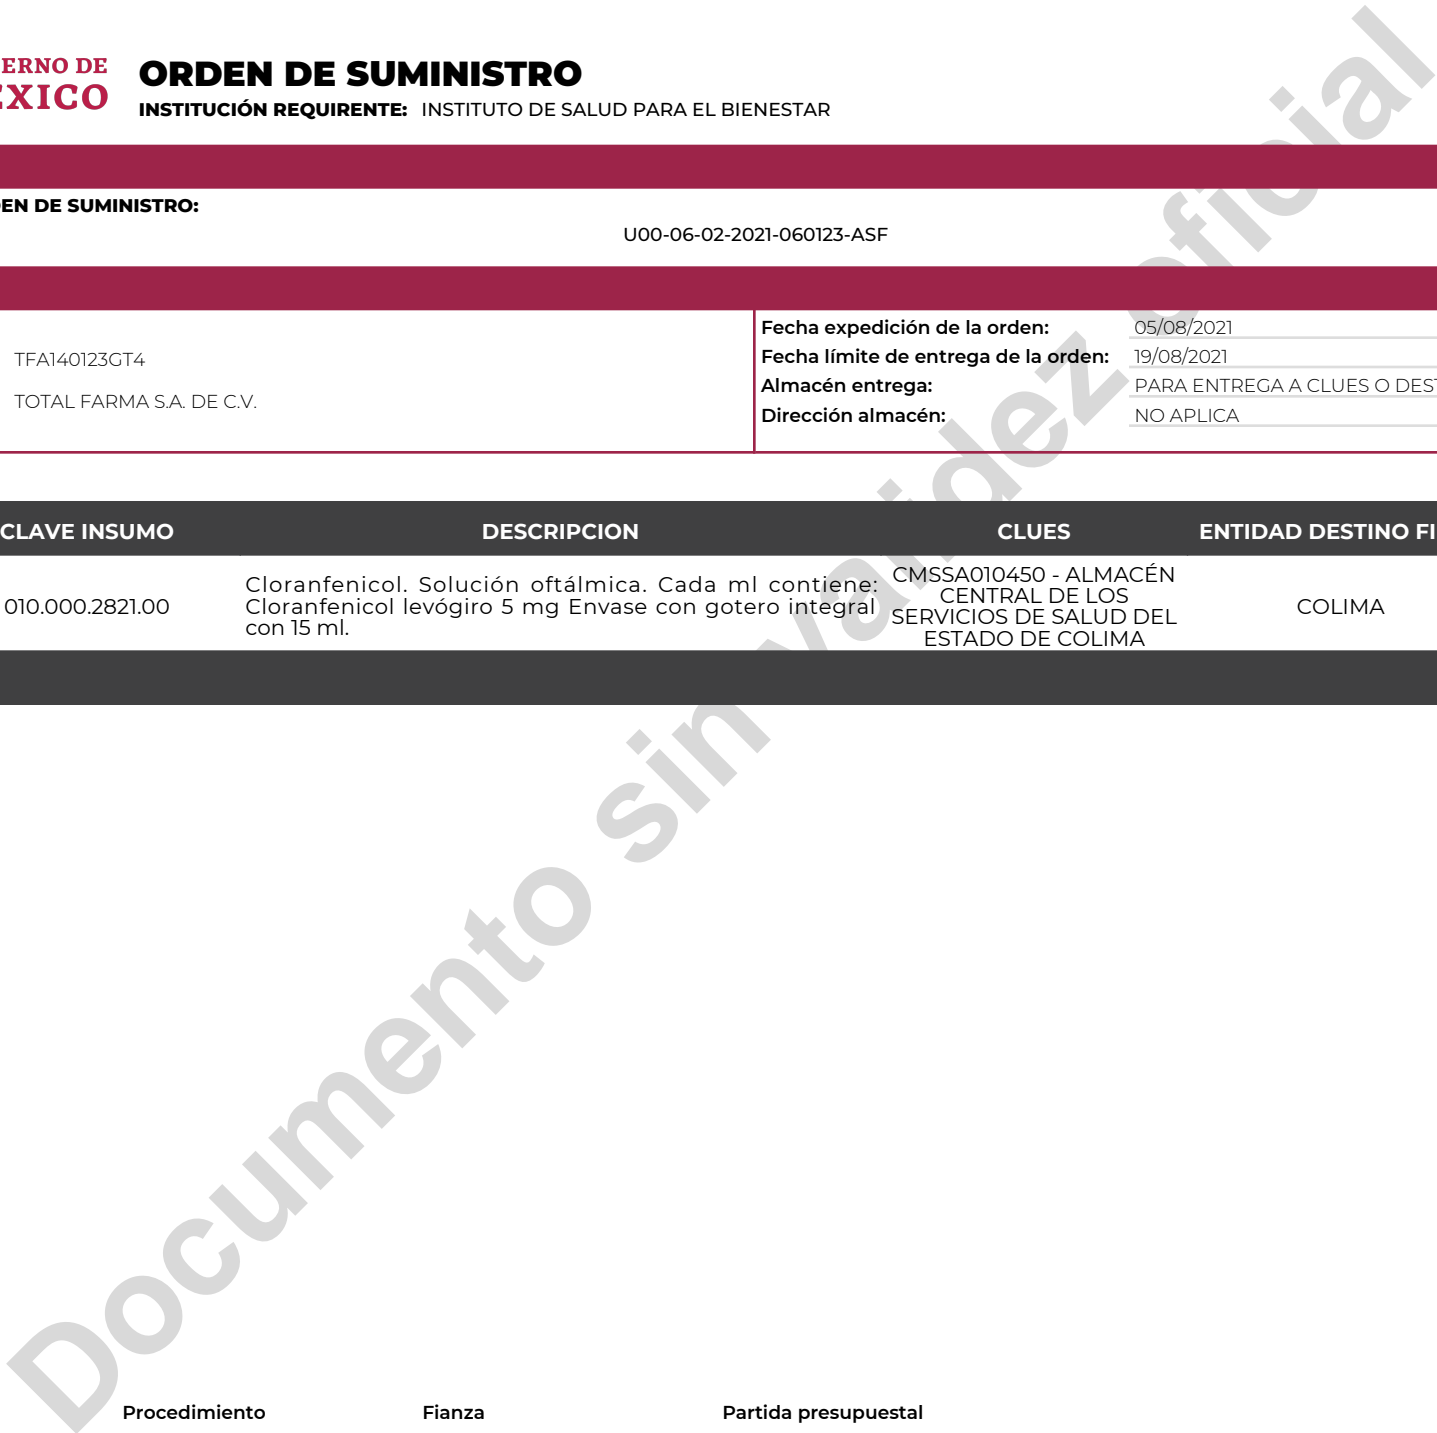 ERNO DE
ORDEN DE SUMINISTRO
EXICO
INSTITUCIÓN REQUIRENTE: INSTITUTO DE SALUD PARA EL BIENESTAR
EN DE SUMINISTRO:
U00-06-02-2021-060123-ASF
Fecha expedición de la orden: 05/08/2021
TFA140123GT4
Fecha límite de entrega de la orden: 19/08/2021
Almacén entrega: PARA ENTREGA A CLUES O DEST
TOTAL FARMA S.A. DE C.V.
Dirección almacén: NO APLICA
CLAVE INSUMO DESCRIPCION CLUES ENTIDAD DESTINO FI
010.000.2821.00
Cloranfenicol. Solución oftálmica. Cada ml contiene:
Cloranfenicol levógiro 5 mg Envase con gotero integral
con 15 ml.
CMSSA010450 - ALMACÉN
CENTRAL DE LOS
SERVICIOS DE SALUD DEL
ESTADO DE COLIMA
COLIMA
Documento sin validez oficial
Procedimiento Fianza Partida presupuestal